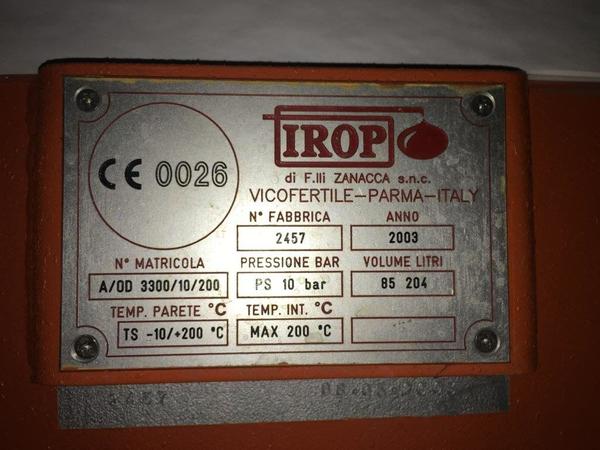 CE 0026
IROP
di F.lli ZANACCA s.n.c.
VICOFERTILE-PARMA-ITALY
N° FABBRICA ANNO
2457 2003
N° MATRICOLA PRESSIONE BAR VOLUME LITRI
A/OD 3300/10/200 PS 10 bar 85 204
TEMP. PARETE °C TEMP. INT. °C
TS -10/+200 °C MAX 200 °C
2457